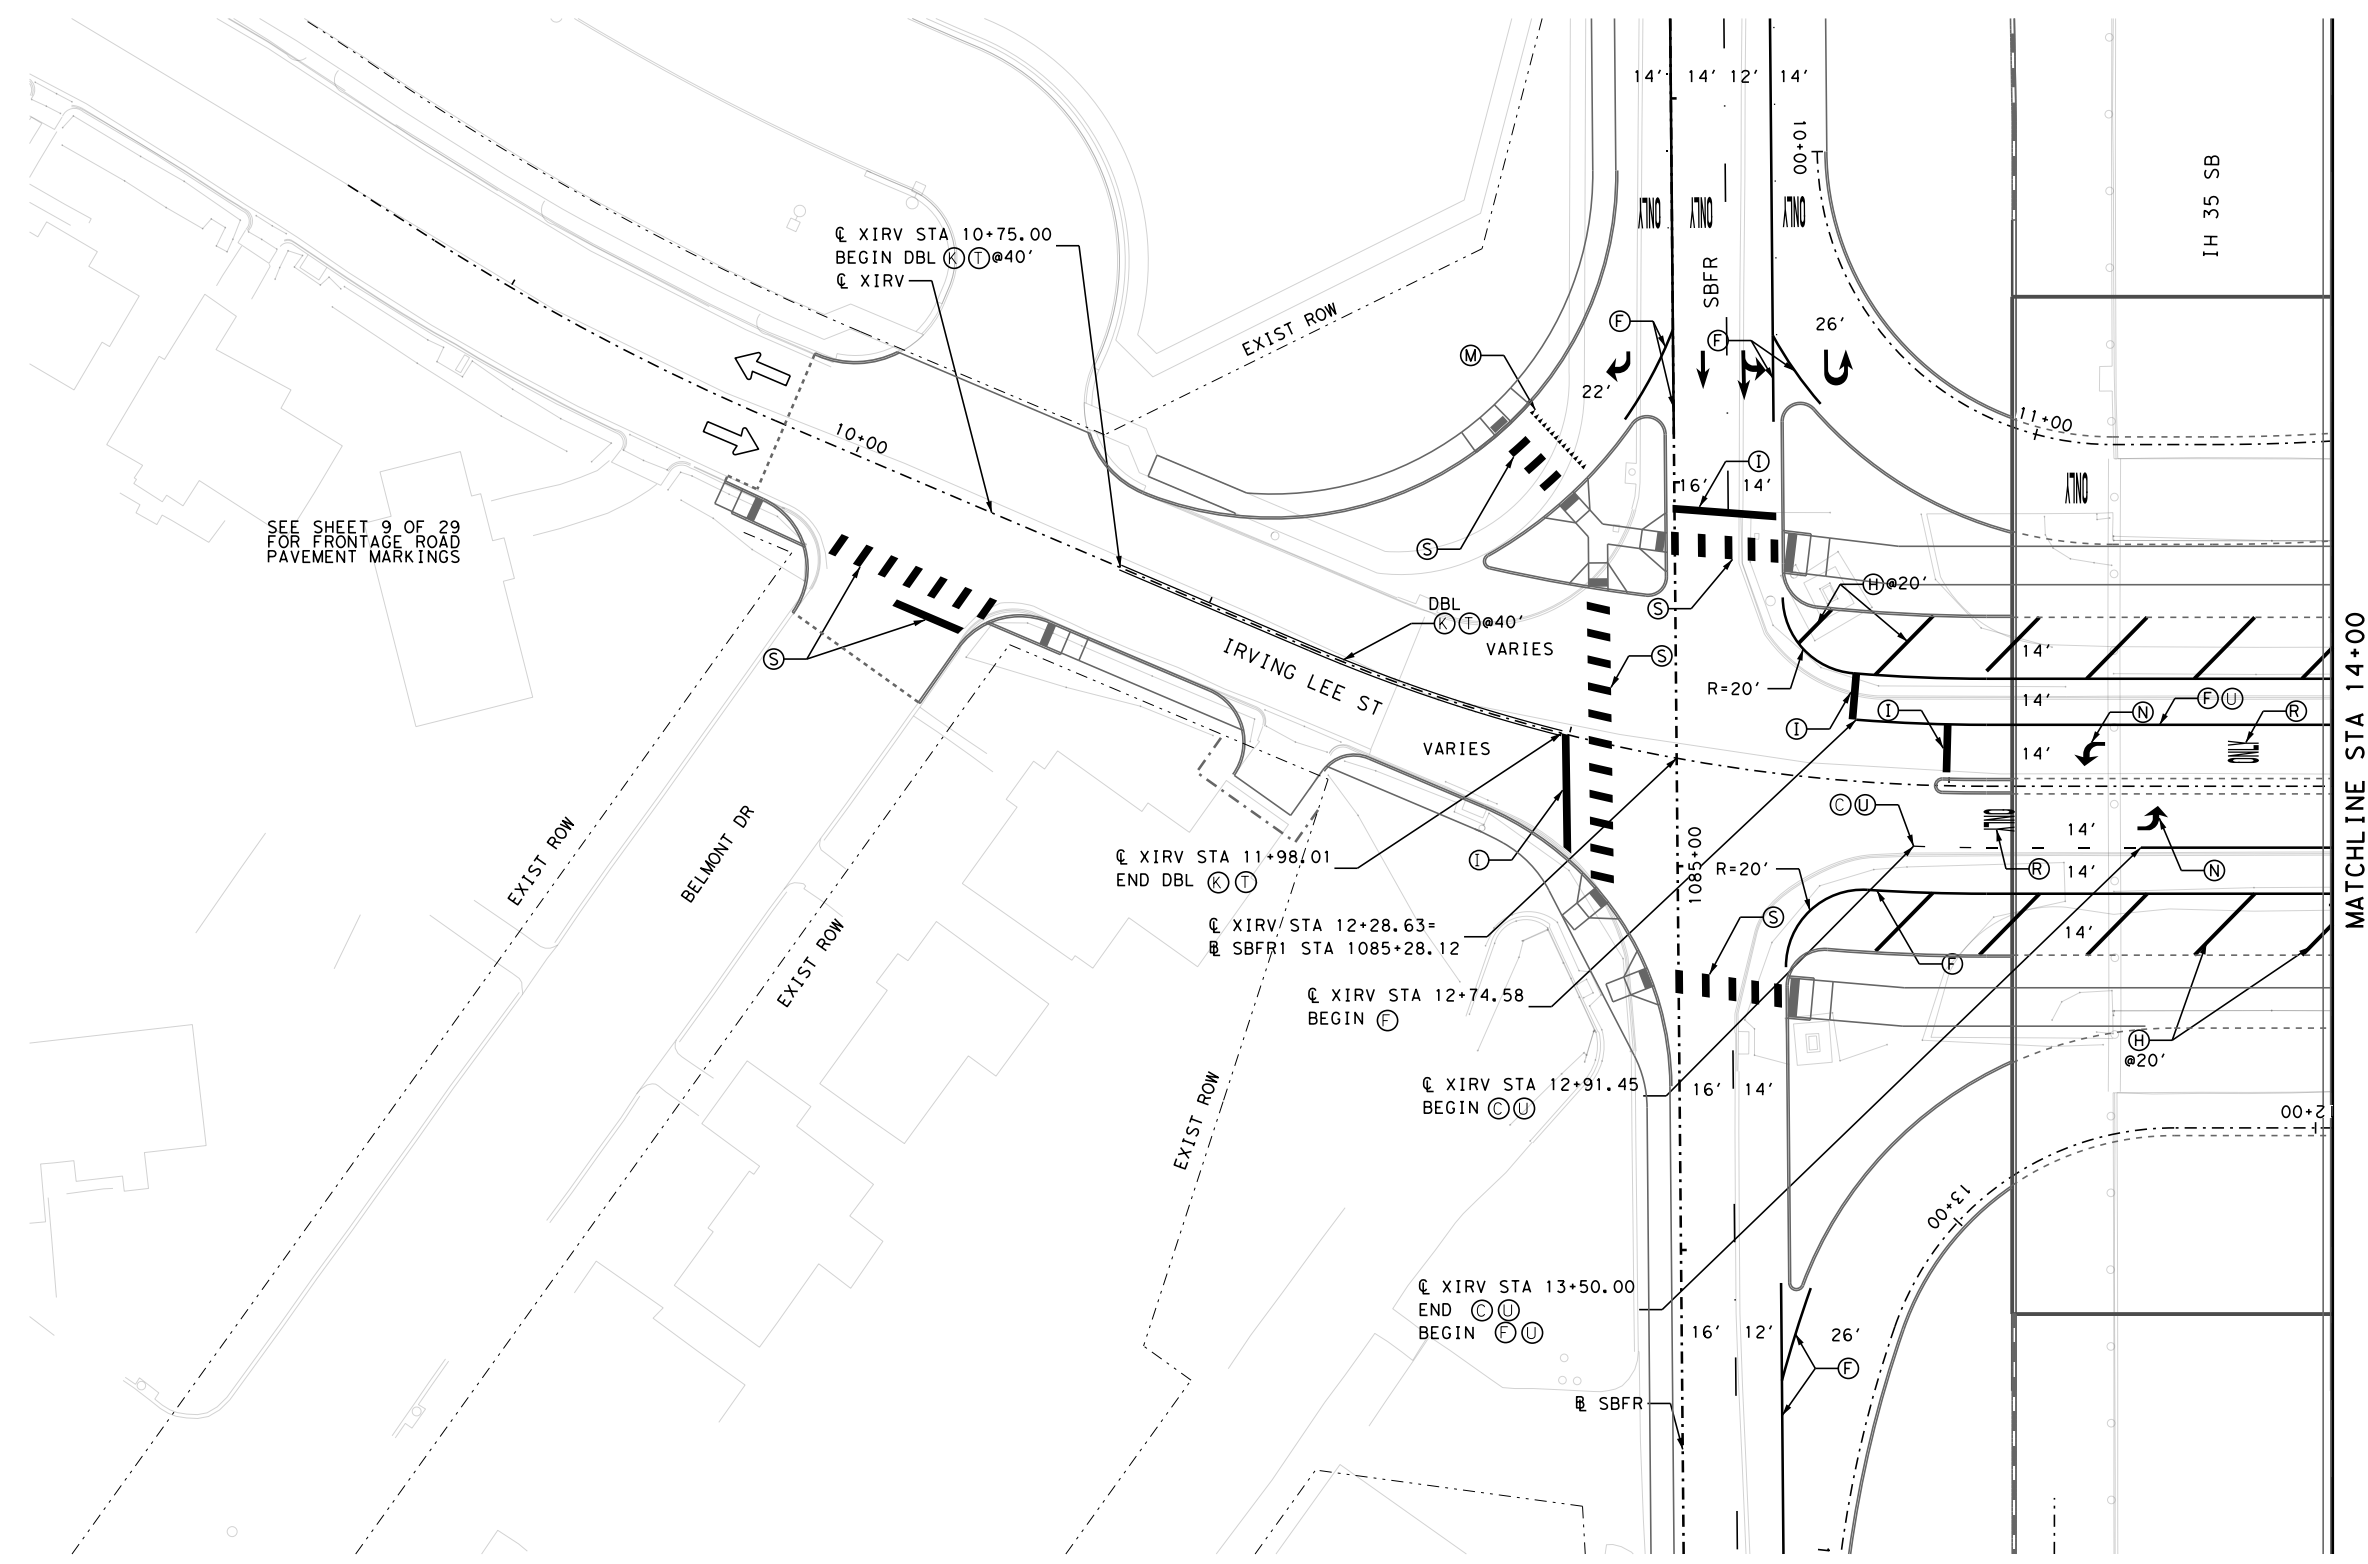 14' 14' 12' 14'
10+00
ONLY ONLY ONLY
SBFR
IH 35 SB
℄ XIRV STA 10+75.00
BEGIN DBL K T @40'
℄ XIRV
EXIST ROW
F
F
26'
M
22'
10+00
11+00
ONLY
I
16' 14'
SEE SHEET 9 OF 29
FOR FRONTAGE ROAD
PAVEMENT MARKINGS
S
S
H @20'
DBL
K T @40'
VARIES
S
S
IRVING LEE ST
R=20'
14'
14'
F U
I
I
N
R
14'
ONLY
VARIES
MATCHLINE STA 14+00
C U
ONLY
14'
14'
R
N
EXIST ROW
BELMONT DR
EXIST ROW
℄ XIRV STA 11+98.01
END DBL K T
I
1085+00
R=20'
S
14'
F
℄ XIRV STA 12+28.63=
B SBFR1 STA 1085+28.12
℄ XIRV STA 12+74.58
BEGIN F
H
@20'
EXIST ROW
℄ XIRV STA 12+91.45
BEGIN C U
16' 14'
12+00
13+00
℄ XIRV STA 13+50.00
END C U
BEGIN F U
16' 12' 26'
F
B SBFR